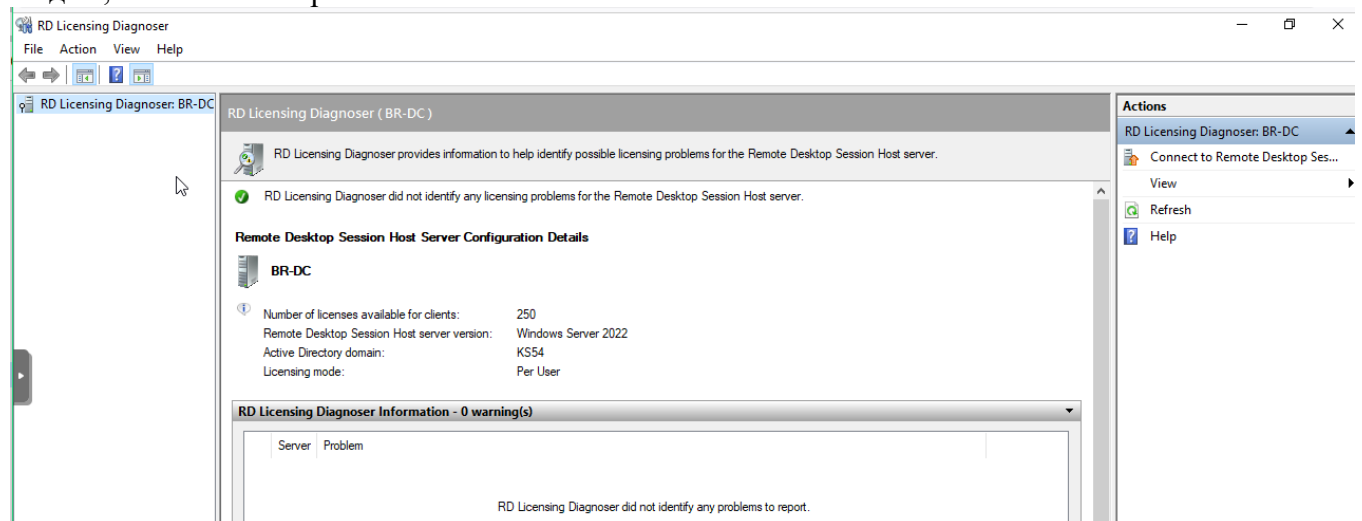 RD Licensing Diagnoser
File Action View Help
RD Licensing Diagnoser: BR-DC
RD Licensing Diagnoser ( BR-DC )
RD Licensing Diagnoser provides information to help identify possible licensing problems for the Remote Desktop Session Host server.
RD Licensing Diagnoser did not identify any licensing problems for the Remote Desktop Session Host server.
Remote Desktop Session Host Server Configuration Details
BR-DC
Number of licenses available for clients: 250
Remote Desktop Session Host server version: Windows Server 2022
Active Directory domain: KS54
Licensing mode: Per User
RD Licensing Diagnoser Information - 0 warning(s)
Server Problem
RD Licensing Diagnoser did not identify any problems to report.
Actions
RD Licensing Diagnoser: BR-DC
Connect to Remote Desktop Ses...
View
Refresh
Help